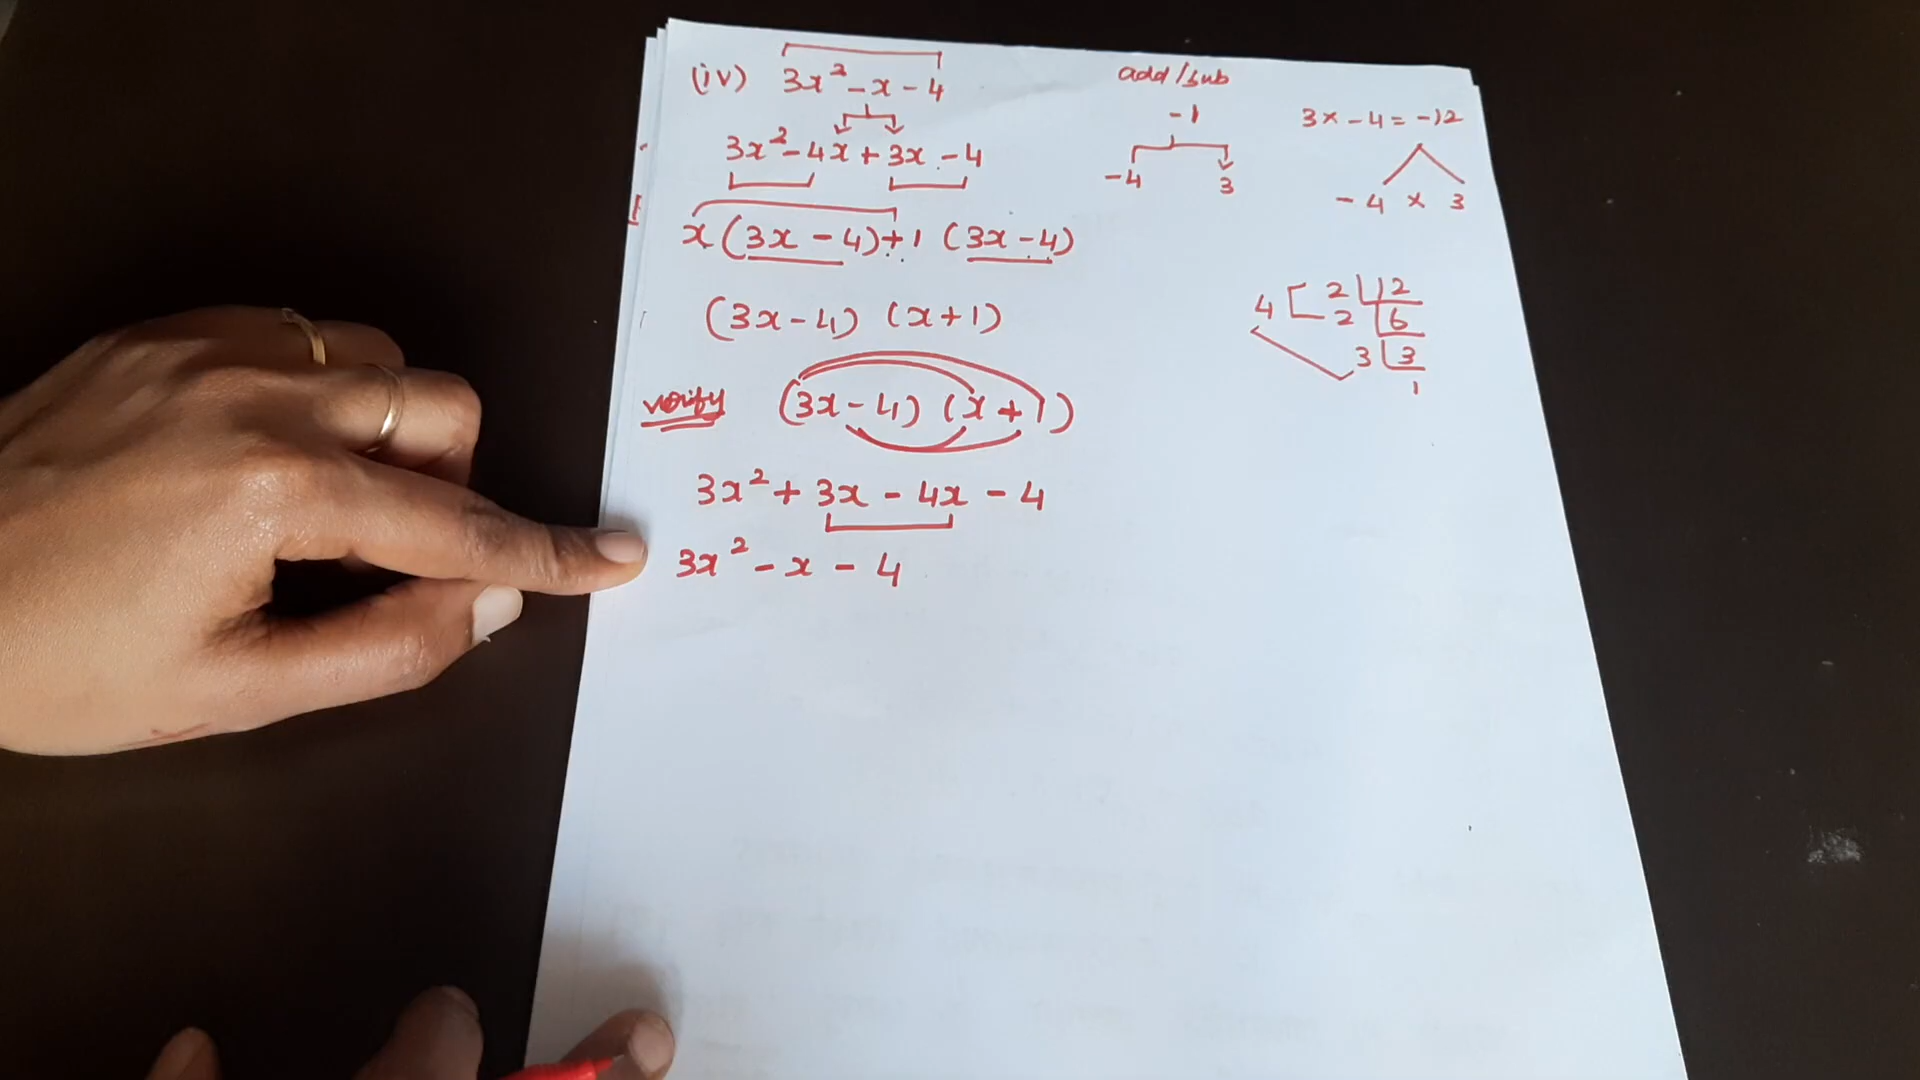 (iv) 3x² - x - 4
3x² - 4x + 3x - 4
x (3x - 4) + 1 (3x - 4)
(3x - 4) (x + 1)
verify (3x - 4) (x + 1)
3x² + 3x - 4x - 4
3x² - x - 4
add/sub
-1
-4 3
3 x - 4 = -12
- 4 x 3
4 2 12
2 6
3 3
1